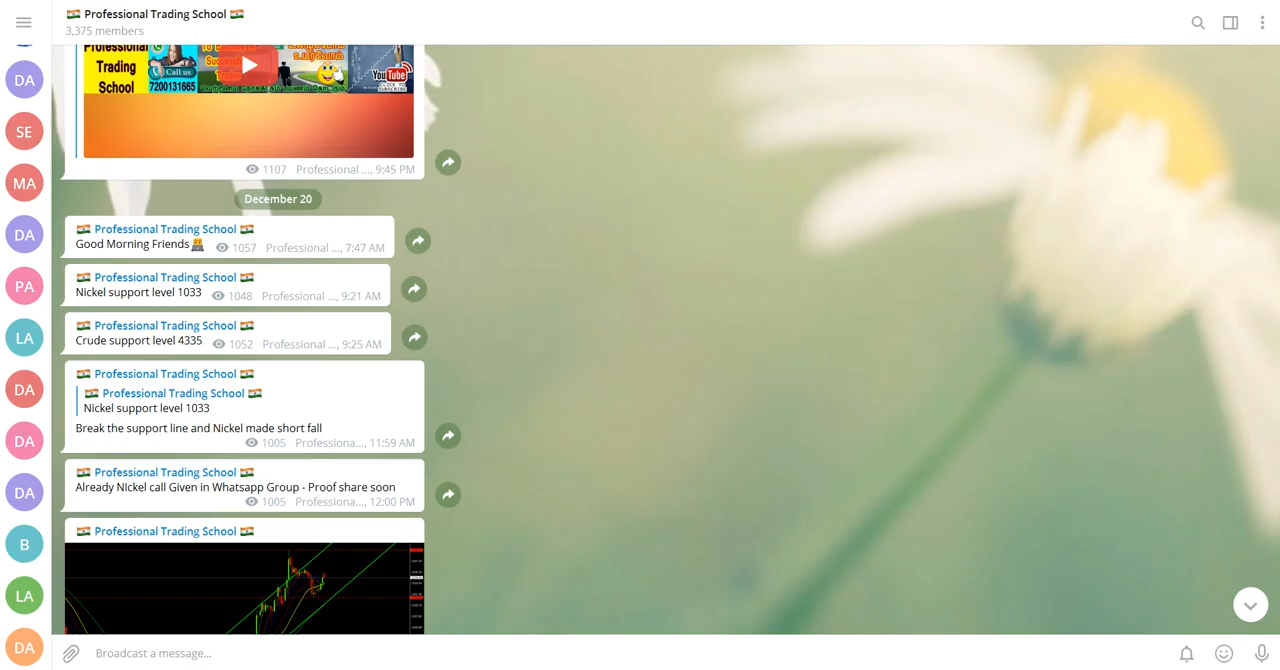 🇮🇳 Professional Trading School 🇮🇳
3,375 members
Professional
Trading
School
Call us
7200131665
Successful
YouTube
CLICK TO
SUBSCRIBE
1107 Professional ..., 9:45 PM
December 20
🇮🇳 Professional Trading School 🇮🇳
Good Morning Friends 1057 Professional ..., 7:47 AM
🇮🇳 Professional Trading School 🇮🇳
Nickel support level 1033 1048 Professional ..., 9:21 AM
🇮🇳 Professional Trading School 🇮🇳
Crude support level 4335 1052 Professional ..., 9:25 AM
🇮🇳 Professional Trading School 🇮🇳
🇮🇳 Professional Trading School 🇮🇳
Nickel support level 1033
Break the support line and Nickel made short fall
1005 Professiona..., 11:59 AM
🇮🇳 Professional Trading School 🇮🇳
Already NIckel call Given in Whatsapp Group - Proof share soon
1005 Professiona..., 12:00 PM
🇮🇳 Professional Trading School 🇮🇳
DA
SE
MA
DA
PA
LA
DA
DA
DA
B
LA
DA
Broadcast a message...